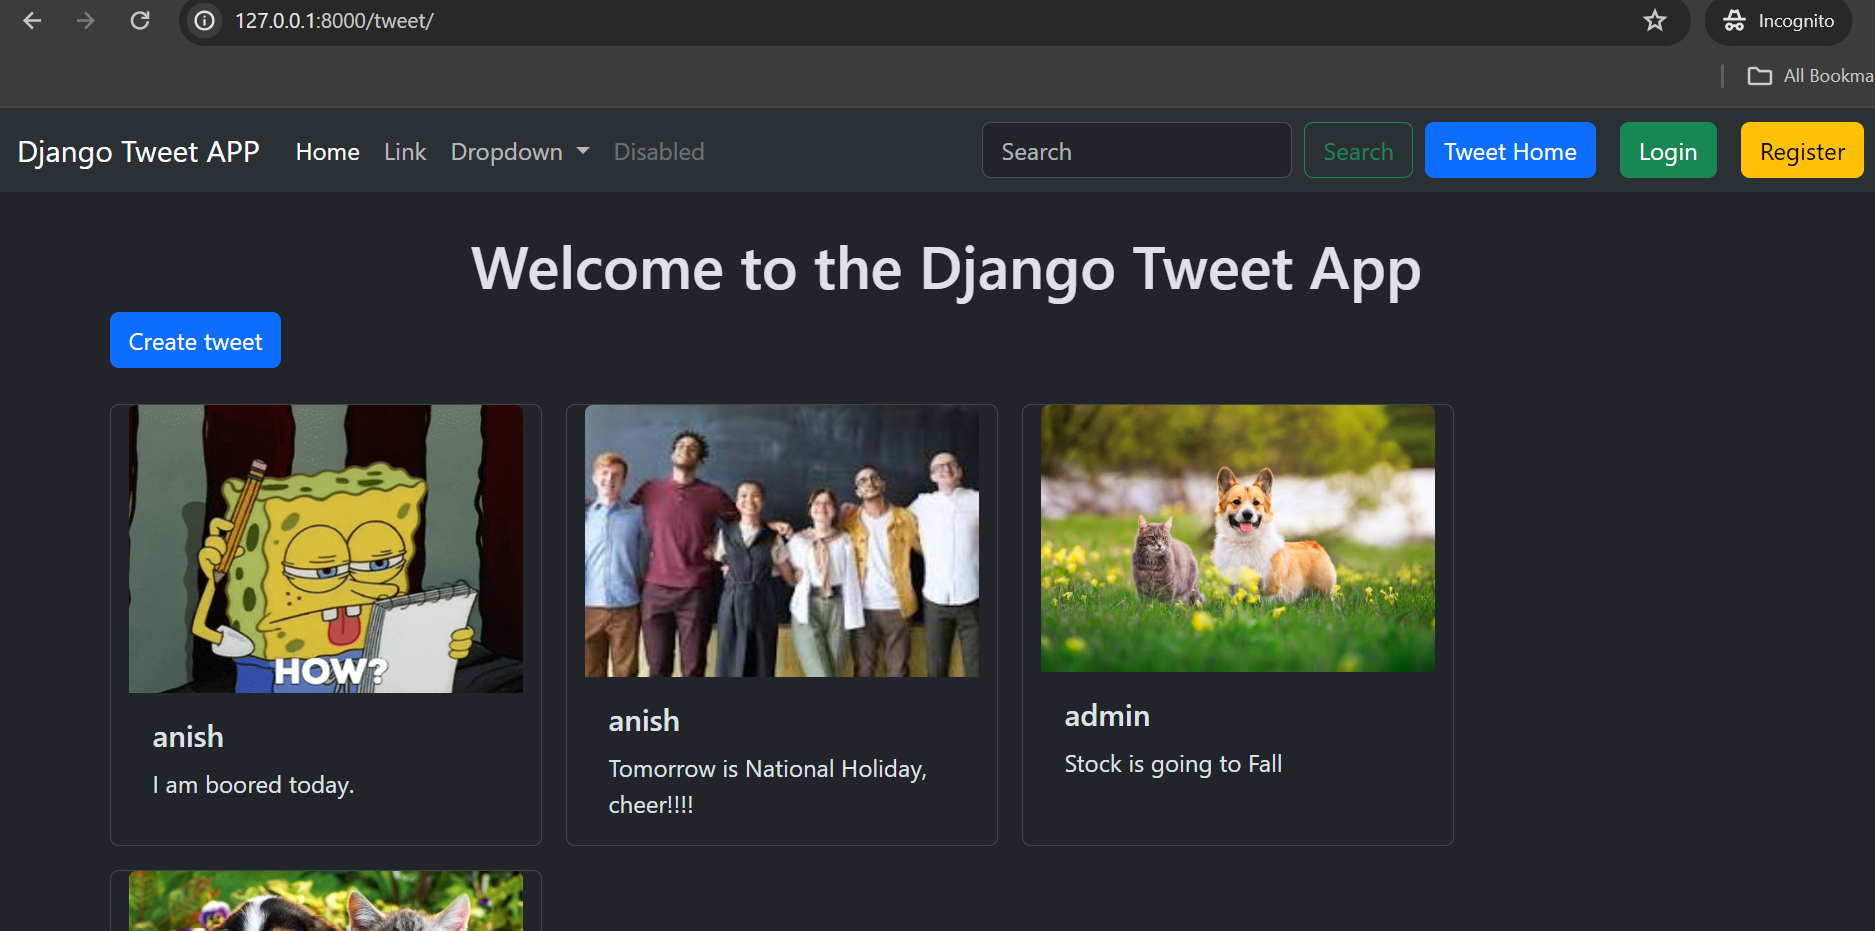 127.0.0.1:8000/tweet/
Incognito
All Bookma
Django Tweet APP Home Link Dropdown Disabled Search Search Tweet Home Login Register
Welcome to the Django Tweet App
Create tweet
HOW?
anish
I am boored today.
anish
Tomorrow is National Holiday,
cheer!!!!
admin
Stock is going to Fall